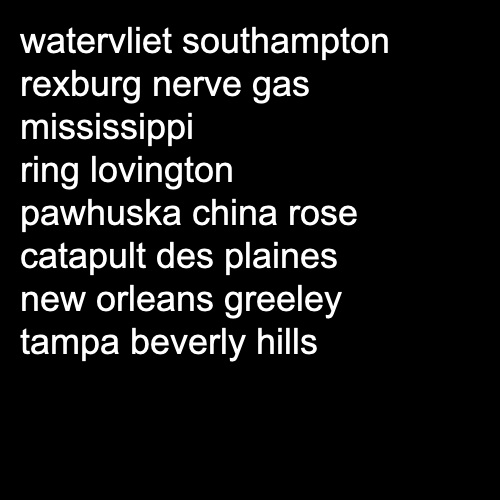 watervliet southampton
rexburg nerve gas
mississippi
ring lovington
pawhuska china rose
catapult des plaines
new orleans greeley
tampa beverly hills